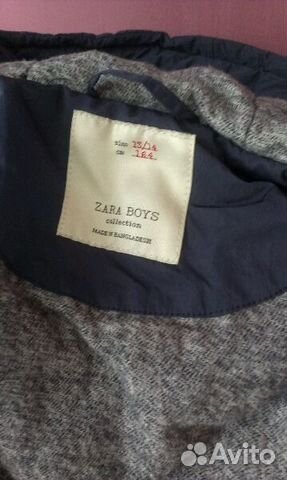 size 13/14
cm 164
ZARA BOYS
collection
MADE IN BANGLADESH
Avito